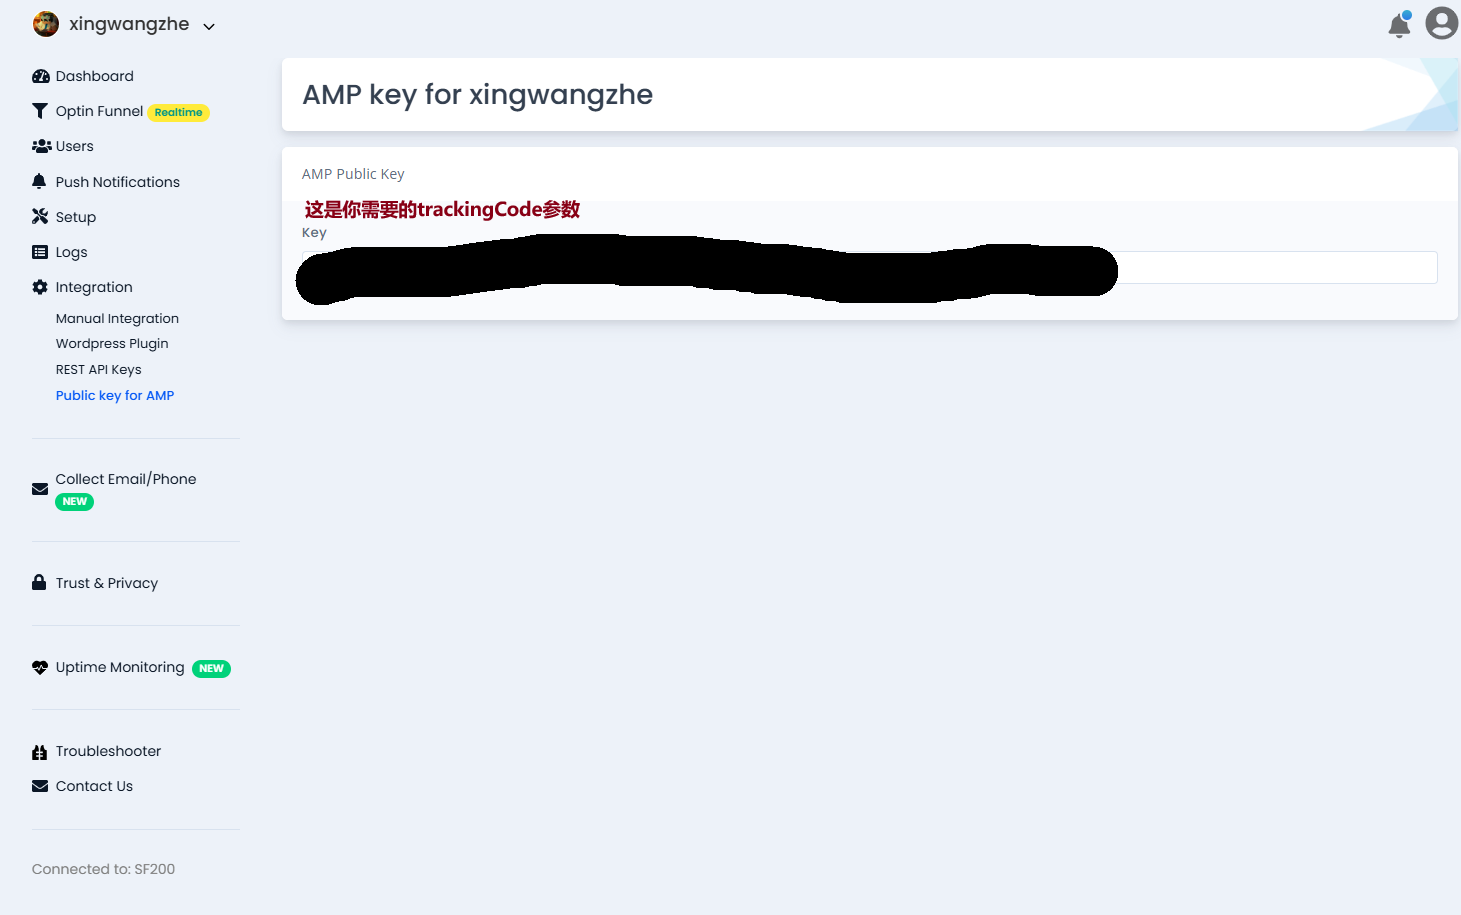 xingwangzhe
Dashboard
Optin Funnel Realtime
Users
Push Notifications
Setup
Logs
Integration
Manual Integration
Wordpress Plugin
REST API Keys
Public key for AMP
Collect Email/Phone
NEW
Trust & Privacy
Uptime Monitoring NEW
Troubleshooter
Contact Us
Connected to: SF200
AMP key for xingwangzhe
AMP Public Key
这是你需要的trackingCode参数
Key